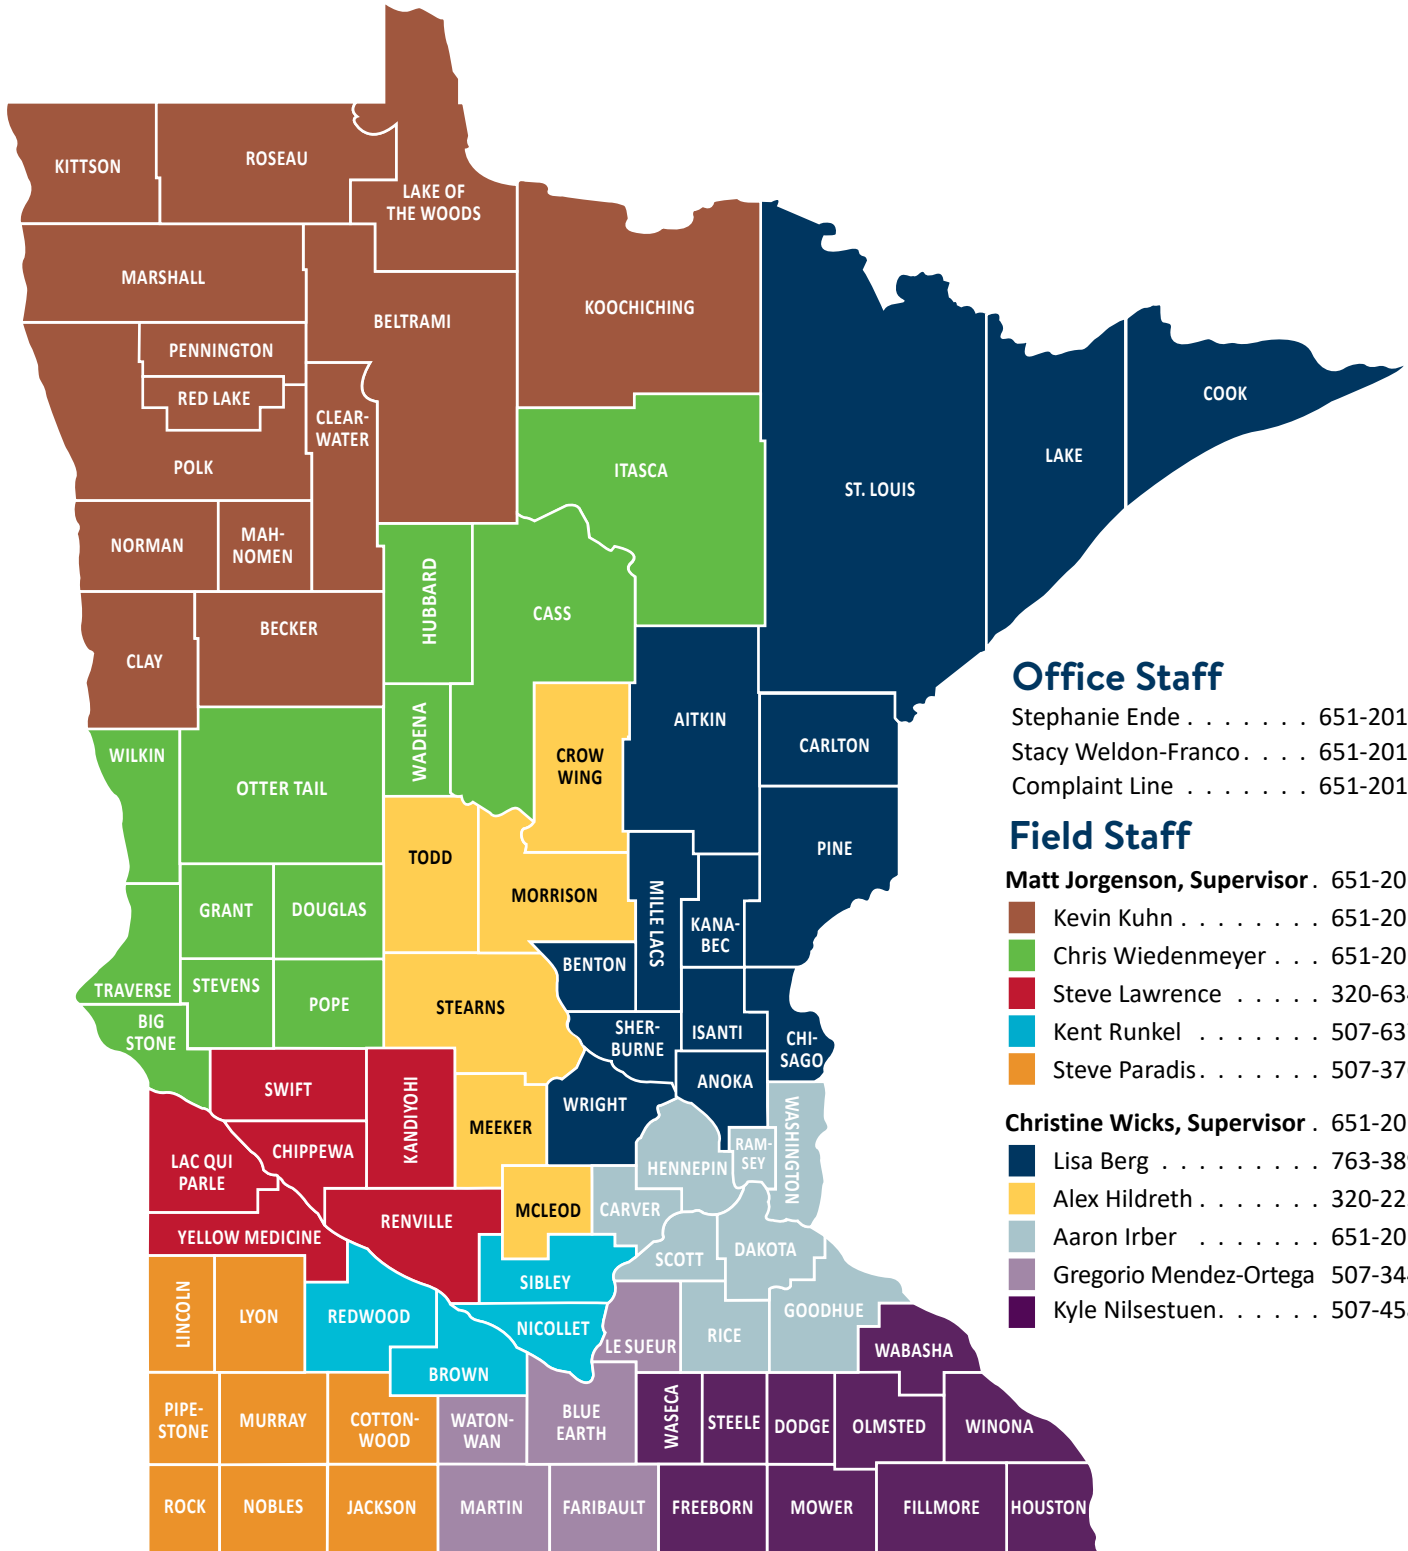 KITTSON
ROSEAU
LAKE OF
THE WOODS
MARSHALL
BELTRAMI
KOOCHICHING
PENNINGTON
RED LAKE
CLEAR-
WATER
POLK
NORMAN
MAH-
NOMEN
ITASCA
ST. LOUIS
LAKE
COOK
CLAY
BECKER
HUBBARD
CASS
WADENA
WILKIN
OTTER TAIL
CROW
WING
AITKIN
CARLTON
TODD
MORRISON
MILLE LACS
KANA-
BEC
PINE
GRANT
DOUGLAS
TRAVERSE
STEVENS
POPE
BIG
STONE
STEARNS
BENTON
SHER-
BURNE
ISANTI
CHI-
SAGO
ANOKA
WRIGHT
SWIFT
KANDIYOHI
MEEKER
CHIPPEWA
LAC QUI
PARLE
YELLOW MEDICINE
RENVILLE
MCLEOD
CARVER
HENNEPIN
RAM-
SEY
WASHINGTON
SCOTT
DAKOTA
SIBLEY
NICOLLET
LE SUEUR
RICE
GOODHUE
WABASHA
LINCOLN
LYON
REDWOOD
BROWN
PIPE-
STONE
MURRAY
COTTON-
WOOD
WATON-
WAN
BLUE
EARTH
WASECA
STEELE
DODGE
OLMSTED
WINONA
ROCK
NOBLES
JACKSON
MARTIN
FARIBAULT
FREEBORN
MOWER
FILLMORE
HOUSTON
Office Staff
Stephanie Ende . . . . . . . 651-201
Stacy Weldon-Franco. . . . 651-201
Complaint Line . . . . . . . 651-201
Field Staff
Matt Jorgenson, Supervisor . 651-20
Kevin Kuhn . . . . . . . . 651-20
Chris Wiedenmeyer . . . 651-20
Steve Lawrence . . . . . 320-634
Kent Runkel . . . . . . . 507-63
Steve Paradis. . . . . . . 507-37
Christine Wicks, Supervisor . 651-20
Lisa Berg . . . . . . . . . 763-38
Alex Hildreth . . . . . . . 320-22
Aaron Irber . . . . . . . 651-20
Gregorio Mendez-Ortega 507-344
Kyle Nilsestuen. . . . . . 507-45